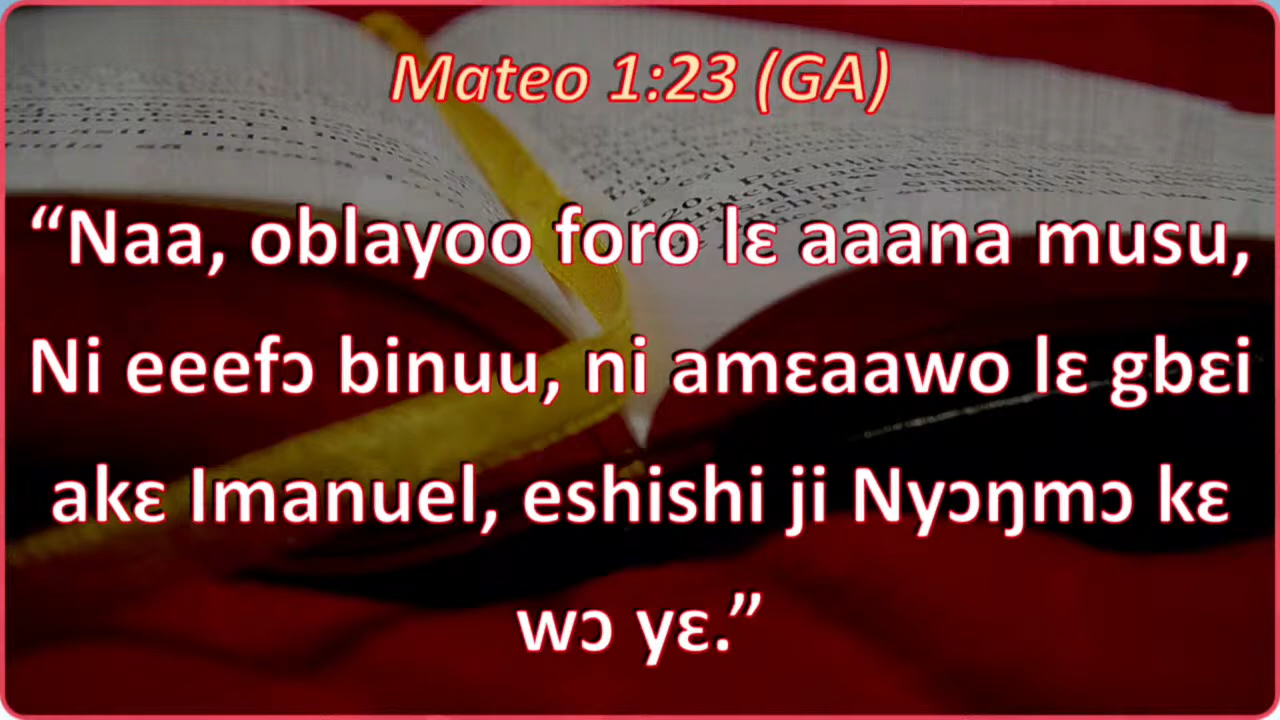 Mateo 1:23 (GA)
“Naa, oblayoo foro lɛ aaana musu,
Ni eeefɔ binuu, ni amɛaawo lɛ gbɛi
akɛ Imanuel, eshishi ji Nyɔŋmɔ kɛ
wɔ yɛ.”